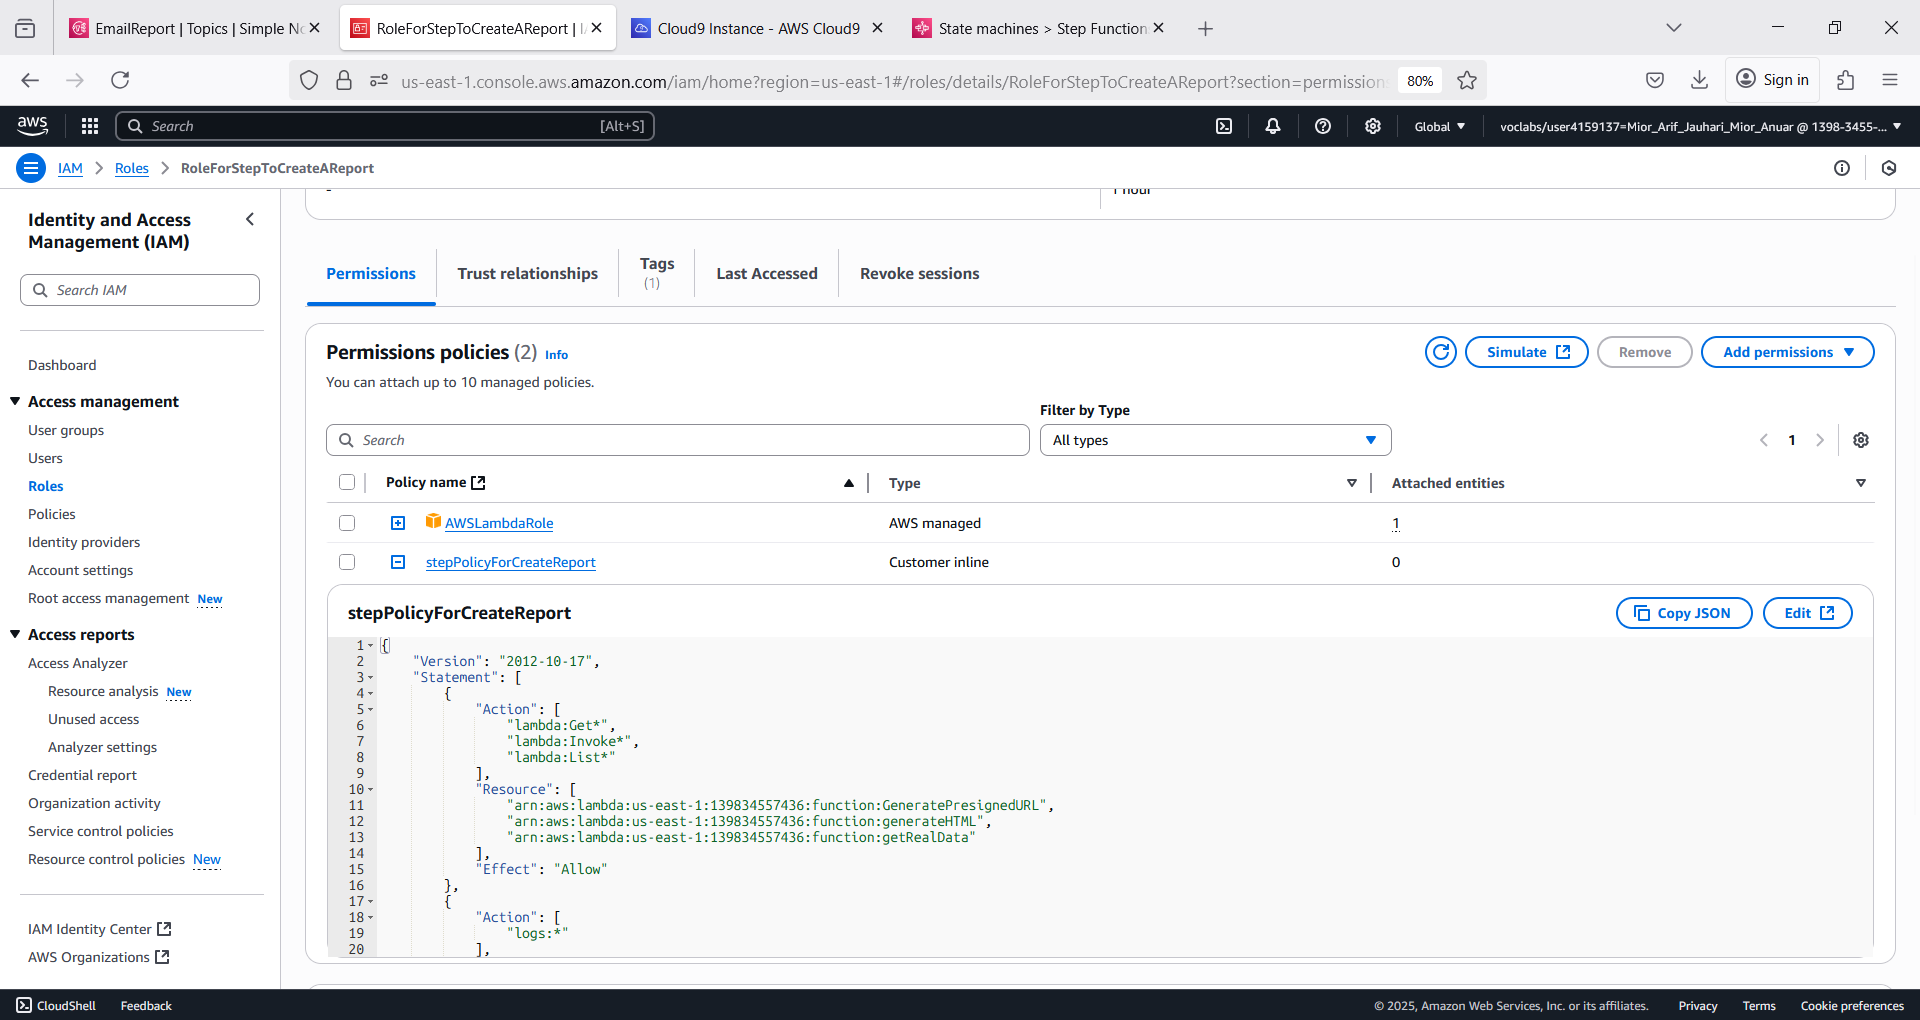 EmailReport | Topics | Simple No
RoleForStepToCreateAReport | I
Cloud9 Instance - AWS Cloud9
State machines > Step Function
us-east-1.console.aws.amazon.com/iam/home?region=us-east-1#/roles/details/RoleForStepToCreateAReport?section=permission
80%
Sign in
aws
Search
[Alt+S]
Global
voclabs/user4159137=Mior_Arif_Jauhari_Mior_Anuar @ 1398-3455-...
IAM
Roles
RoleForStepToCreateAReport
Identity and Access
Management (IAM)
Search IAM
Dashboard
Access management
User groups
Users
Roles
Policies
Identity providers
Account settings
Root access management New
Access reports
Access Analyzer
Resource analysis New
Unused access
Analyzer settings
Credential report
Organization activity
Service control policies
Resource control policies New
IAM Identity Center
AWS Organizations
-
1 hour
Permissions
Trust relationships
Tags
(1)
Last Accessed
Revoke sessions
Permissions policies (2) Info
You can attach up to 10 managed policies.
Simulate
Remove
Add permissions
Filter by Type
Search
All types
1
Policy name
Type
Attached entities
AWSLambdaRole
AWS managed
1
stepPolicyForCreateReport
Customer inline
0
stepPolicyForCreateReport
Copy JSON
Edit
1 {
2 "Version": "2012-10-17",
3 "Statement": [
4 {
5 "Action": [
6 "lambda:Get*",
7 "lambda:Invoke*",
8 "lambda:List*"
9 ],
10 "Resource": [
11 "arn:aws:lambda:us-east-1:139834557436:function:GeneratePresignedURL",
12 "arn:aws:lambda:us-east-1:139834557436:function:generateHTML",
13 "arn:aws:lambda:us-east-1:139834557436:function:getRealData"
14 ],
15 "Effect": "Allow"
16 },
17 {
18 "Action": [
19 "logs:*"
20 ],
CloudShell
Feedback
© 2025, Amazon Web Services, Inc. or its affiliates.
Privacy
Terms
Cookie preferences